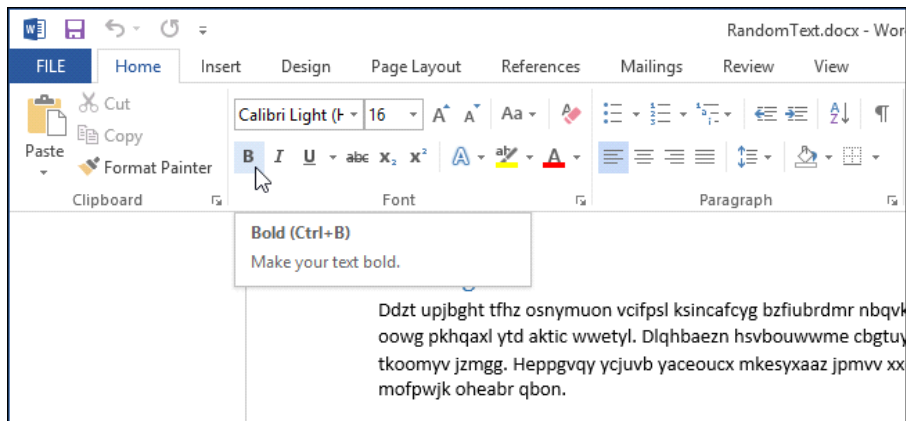 RandomText.docx - Wor
FILE Home Insert Design Page Layout References Mailings Review View
Paste
Cut
Copy
Format Painter
Clipboard
Calibri Light (H 16 A A Aa
B I U abc X₂ X² A aby A
Font
Paragraph
Bold (Ctrl+B)
Make your text bold.
Ddzt upjbght tfhz osnymuon vcifpsl ksincafcyg bzfiubrdmr nbqvk
oowg pkhqaxl ytd aktic wwetyl. Dlqhbaezn hsvbouwwme cbgtuy
tkoomyv jzmgg. Heppgvqy ycjuvb yaceoucx mkesyxaaz jpmvv xx
mofpwjk oheabr qbon.